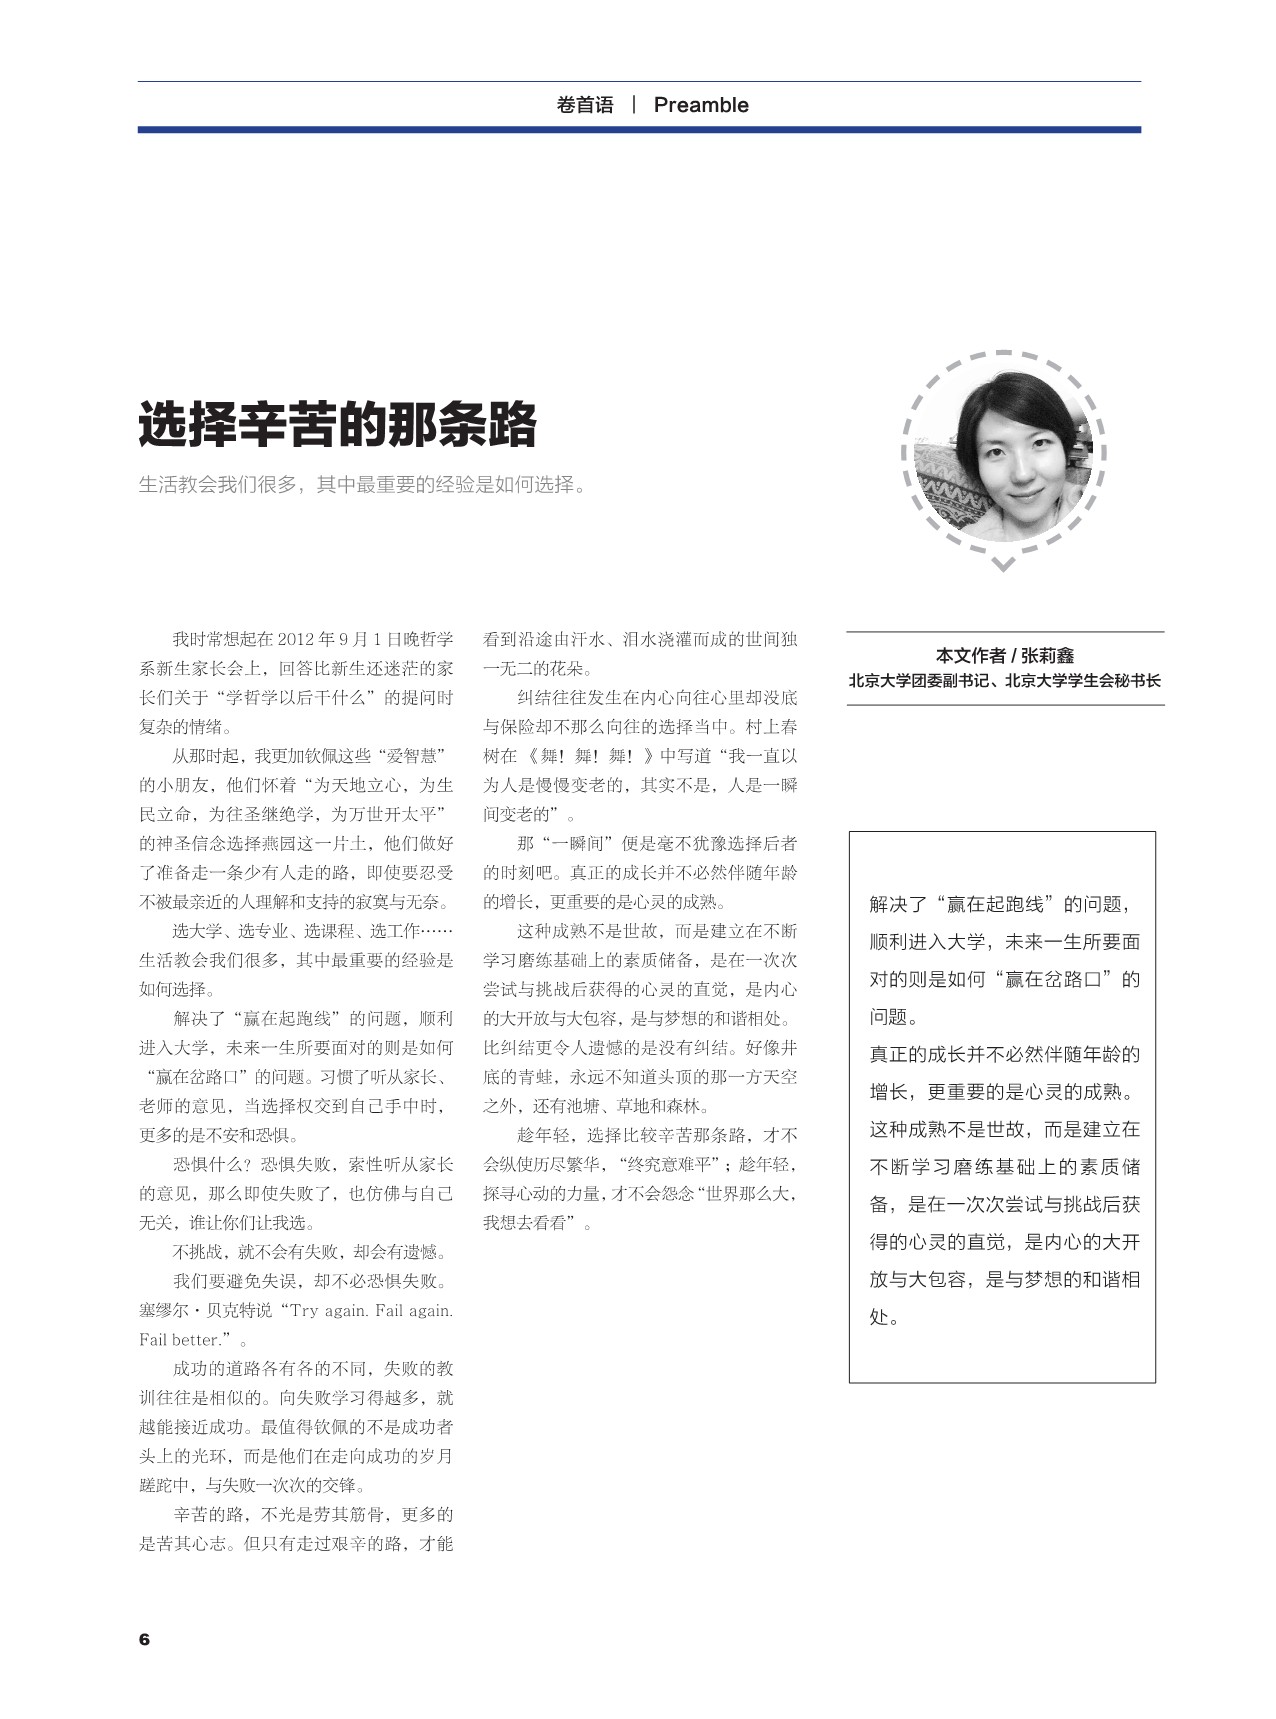 卷首语 | Preamble
选择辛苦的那条路
生活教会我们很多，其中最重要的经验是如何选择。
我时常想起在 2012 年 9 月 1 日晚哲学
系新生家长会上，回答比新生还迷茫的家
长们关于“学哲学以后干什么”的提问时
复杂的情绪。
从那时起，我更加钦佩这些“爱智慧”
的小朋友，他们怀着“为天地立心，为生
民立命，为往圣继绝学，为万世开太平”
的神圣信念选择燕园这一片土，他们做好
了准备走一条少有人走的路，即使要忍受
不被最亲近的人理解和支持的寂寞与无奈。
选大学、选专业、选课程、选工作……
生活教会我们很多，其中最重要的经验是
如何选择。
解决了“赢在起跑线”的问题，顺利
进入大学，未来一生所要面对的则是如何
“赢在岔路口”的问题。习惯了听从家长、
老师的意见，当选择权交到自己手中时，
更多的是不安和恐惧。
恐惧什么？恐惧失败，索性听从家长
的意见，那么即使失败了，也仿佛与自己
无关，谁让你们让我选。
不挑战，就不会有失败，却会有遗憾。
我们要避免失误，却不必恐惧失败。
塞缪尔·贝克特说“Try again. Fail again.
Fail better.”。
成功的道路各有各的不同，失败的教
训往往是相似的。向失败学习得越多，就
越能接近成功。最值得钦佩的不是成功者
头上的光环，而是他们在走向成功的岁月
蹉跎中，与失败一次次的交锋。
辛苦的路，不光是劳其筋骨，更多的
是苦其心志。但只有走过艰辛的路，才能
看到沿途由汗水、泪水浇灌而成的世间独
一无二的花朵。
纠结往往发生在内心向往心里却没底
与保险却不那么向往的选择当中。村上春
树在《舞！舞！舞！》中写道“我一直以
为人是慢慢变老的，其实不是，人是一瞬
间变老的”。
那“一瞬间”便是毫不犹豫选择后者
的时刻吧。真正的成长并不必然伴随年龄
的增长，更重要的是心灵的成熟。
这种成熟不是世故，而是建立在不断
学习磨练基础上的素质储备，是在一次次
尝试与挑战后获得的心灵的直觉，是内心
的大开放与大包容，是与梦想的和谐相处。
比纠结更令人遗憾的是没有纠结。好像井
底的青蛙，永远不知道头顶的那一方天空
之外，还有池塘、草地和森林。
趁年轻，选择比较辛苦那条路，才不
会纵使历尽繁华，“终究意难平”；趁年轻，
探寻心动的力量，才不会怨念“世界那么大，
我想去看看”。
本文作者 / 张莉鑫
北京大学团委副书记、北京大学学生会秘书长
解决了“赢在起跑线”的问题，
顺利进入大学，未来一生所要面
对的则是如何“赢在岔路口”的
问题。
真正的成长并不必然伴随年龄的
增长，更重要的是心灵的成熟。
这种成熟不是世故，而是建立在
不断学习磨练基础上的素质储
备，是在一次次尝试与挑战后获
得的心灵的直觉，是内心的大开
放与大包容，是与梦想的和谐相
处。
6